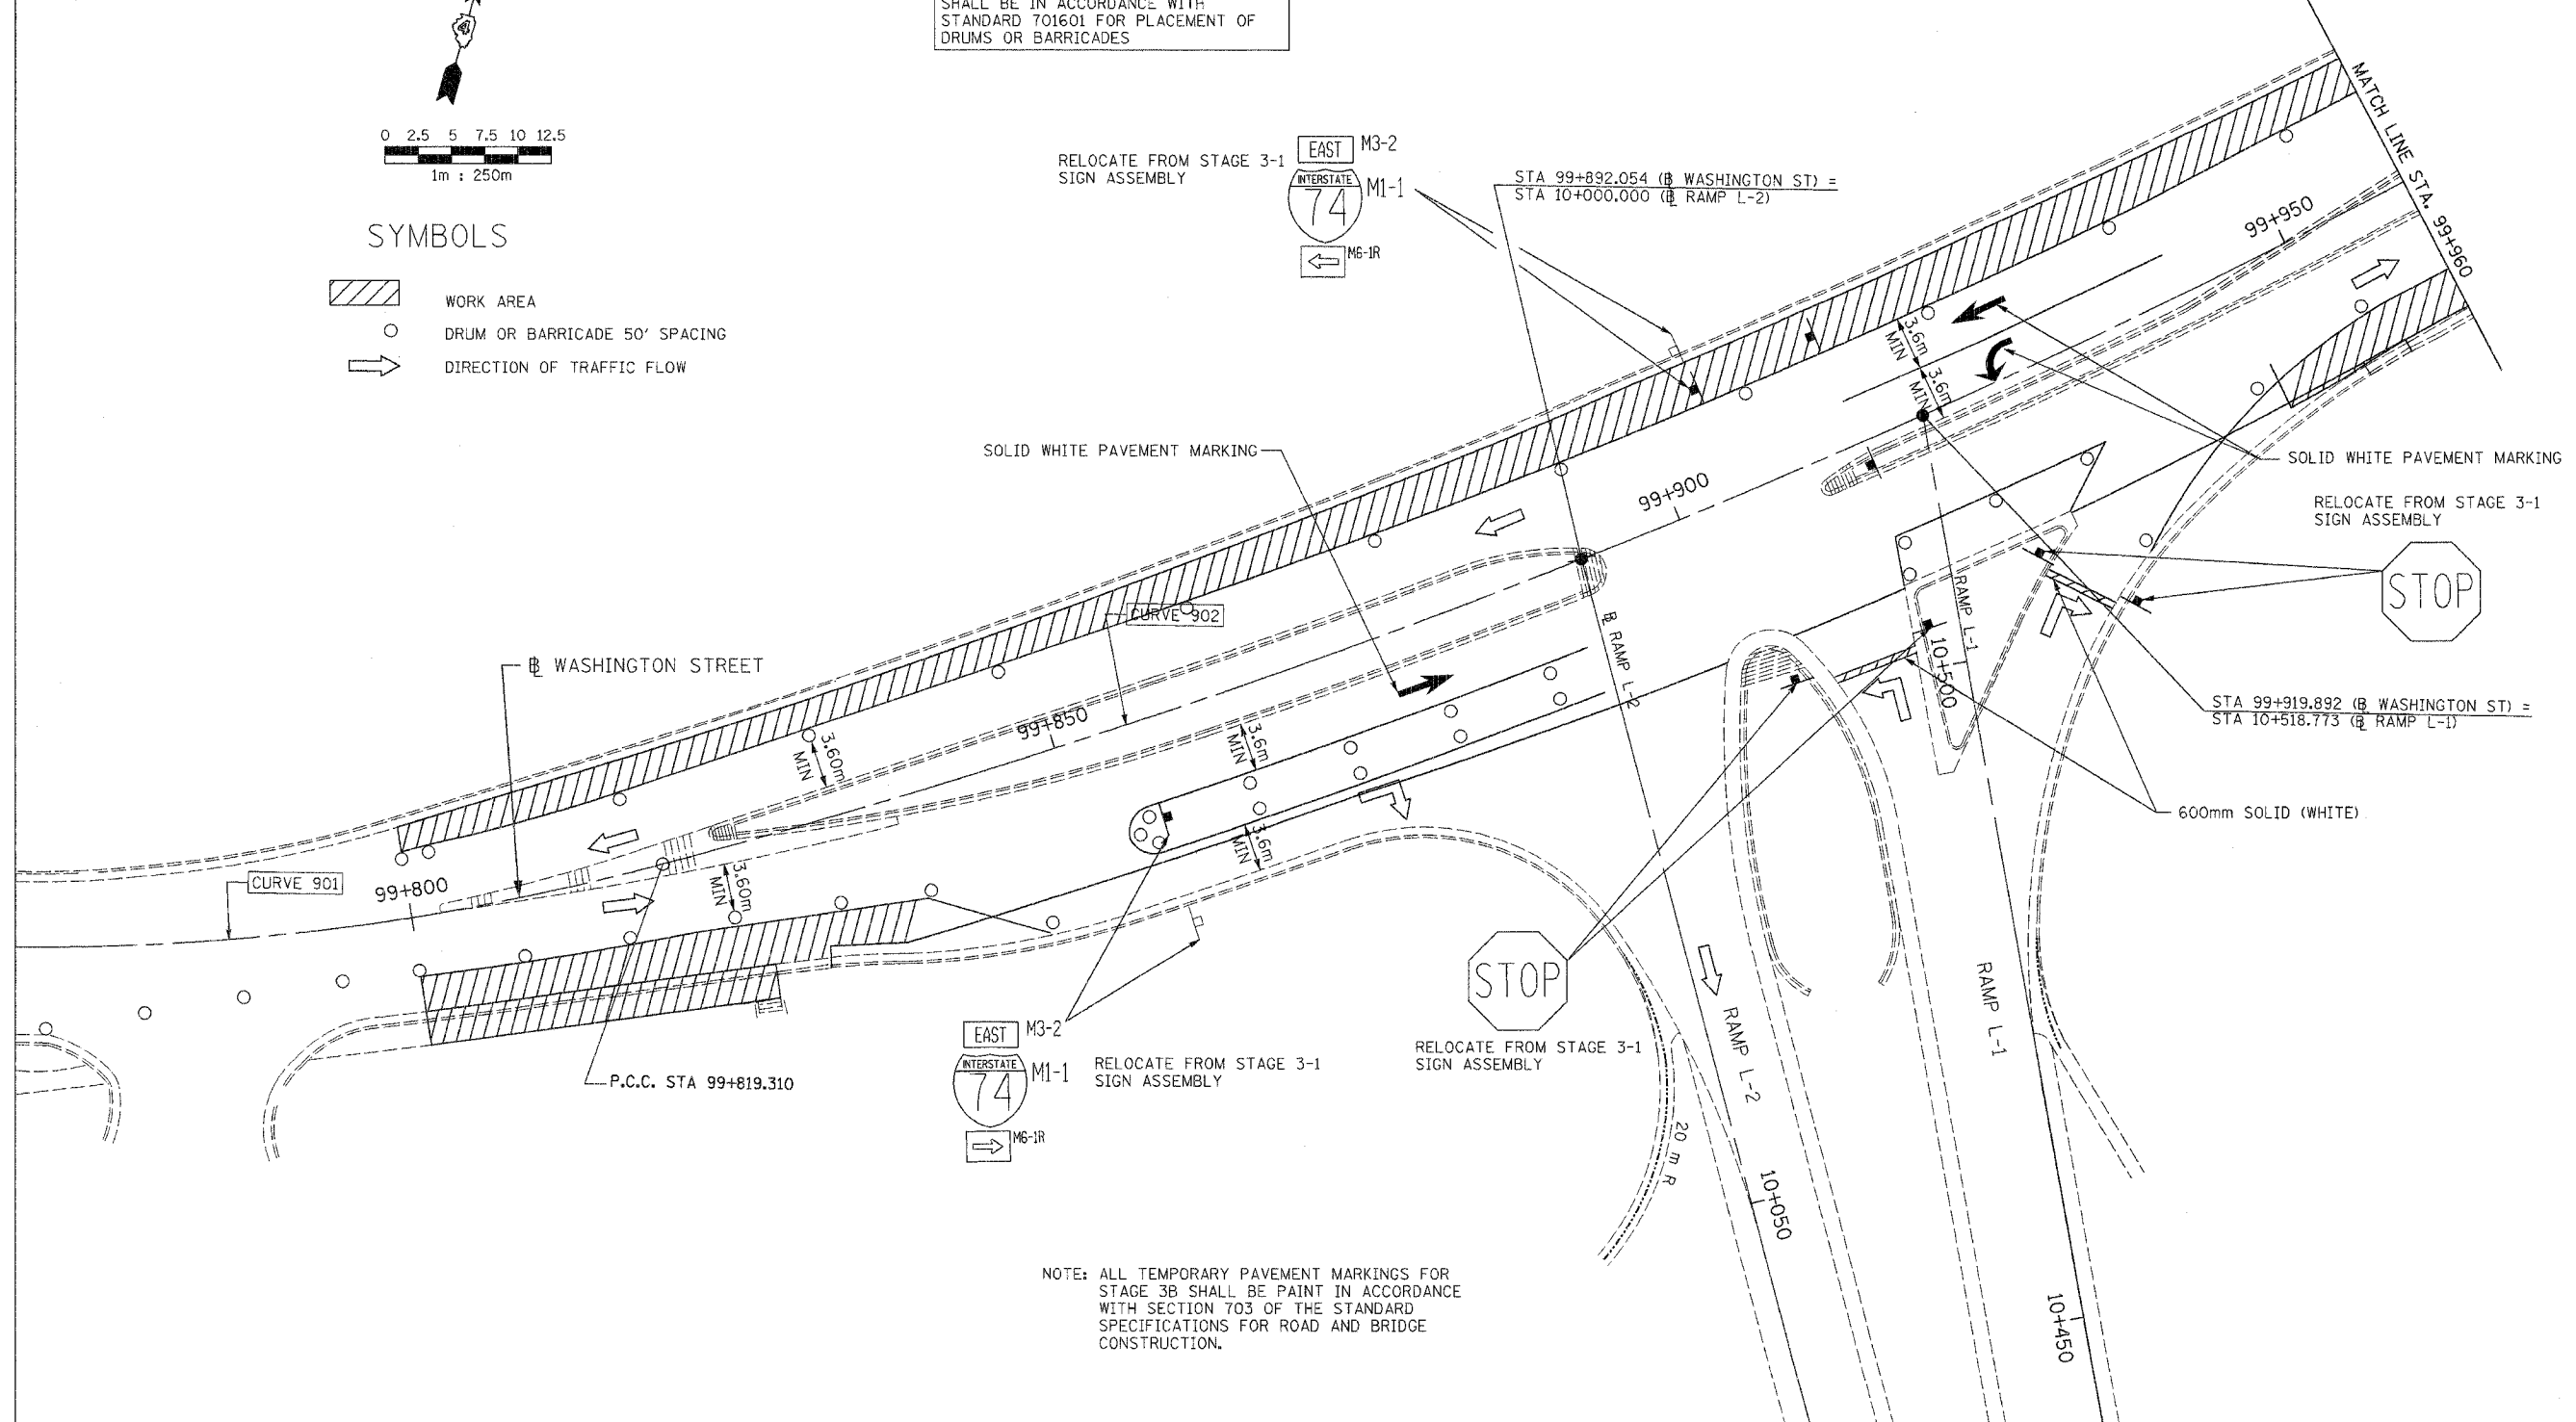 SHALL BE IN ACCORDANCE WITH
STANDARD 701601 FOR PLACEMENT OF
DRUMS OR BARRICADES
4
0 2.5 5 7.5 10 12.5
1m : 250m
SYMBOLS
WORK AREA
DRUM OR BARRICADE 50' SPACING
DIRECTION OF TRAFFIC FLOW
RELOCATE FROM STAGE 3-1
SIGN ASSEMBLY
EAST M3-2
INTERSTATE
74 M1-1
M6-1R
STA 99+892.054 (℄ WASHINGTON ST) =
STA 10+000.000 (℄ RAMP L-2)
MATCH LINE STA. 99+960
99+950
3.6m
MIN
3.6m
MIN
SOLID WHITE PAVEMENT MARKING
SOLID WHITE PAVEMENT MARKING
99+900
RELOCATE FROM STAGE 3-1
SIGN ASSEMBLY
STOP
CURVE 902
℄ RAMP L-2
RAMP L-1
10+500
℄ WASHINGTON STREET
99+850
3.60m
MIN
3.6m
MIN
STA 99+919.892 (℄ WASHINGTON ST) =
STA 10+518.773 (℄ RAMP L-1)
600mm SOLID (WHITE)
3.6m
MIN
CURVE 901
99+800
3.60m
MIN
STOP
RELOCATE FROM STAGE 3-1
SIGN ASSEMBLY
RAMP L-2
RAMP L-1
EAST M3-2
INTERSTATE
74 M1-1
M6-1R
RELOCATE FROM STAGE 3-1
SIGN ASSEMBLY
P.C.C. STA 99+819.310
20 m R
10+050
10+450
NOTE: ALL TEMPORARY PAVEMENT MARKINGS FOR
STAGE 3B SHALL BE PAINT IN ACCORDANCE
WITH SECTION 703 OF THE STANDARD
SPECIFICATIONS FOR ROAD AND BRIDGE
CONSTRUCTION.